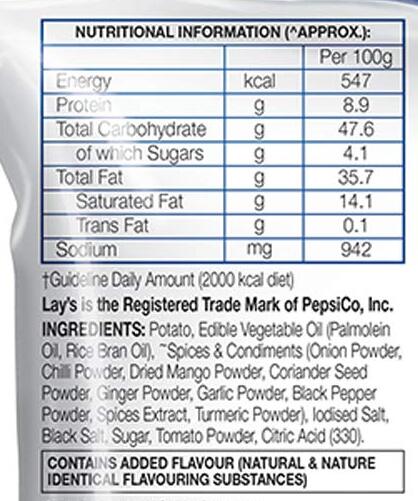 NUTRITIONAL INFORMATION (^APPROX.):
Per 100g
Energy kcal 547
Protein g 8.9
Total Carbohydrate g 47.6
of which Sugars g 4.1
Total Fat g 35.7
Saturated Fat g 14.1
Trans Fat g 0.1
Sodium mg 942
†Guideline Daily Amount (2000 kcal diet)
Lay's is the Registered Trade Mark of PepsiCo, Inc.
INGREDIENTS: Potato, Edible Vegetable Oil (Palmolein
Oil, Rice Bran Oil), ~Spices & Condiments (Onion Powder,
Chilli Powder, Dried Mango Powder, Coriander Seed
Powder, Ginger Powder, Garlic Powder, Black Pepper
Powder, Spices Extract, Turmeric Powder), Iodised Salt,
Black Salt, Sugar, Tomato Powder, Citric Acid (330).
CONTAINS ADDED FLAVOUR (NATURAL & NATURE
IDENTICAL FLAVOURING SUBSTANCES)